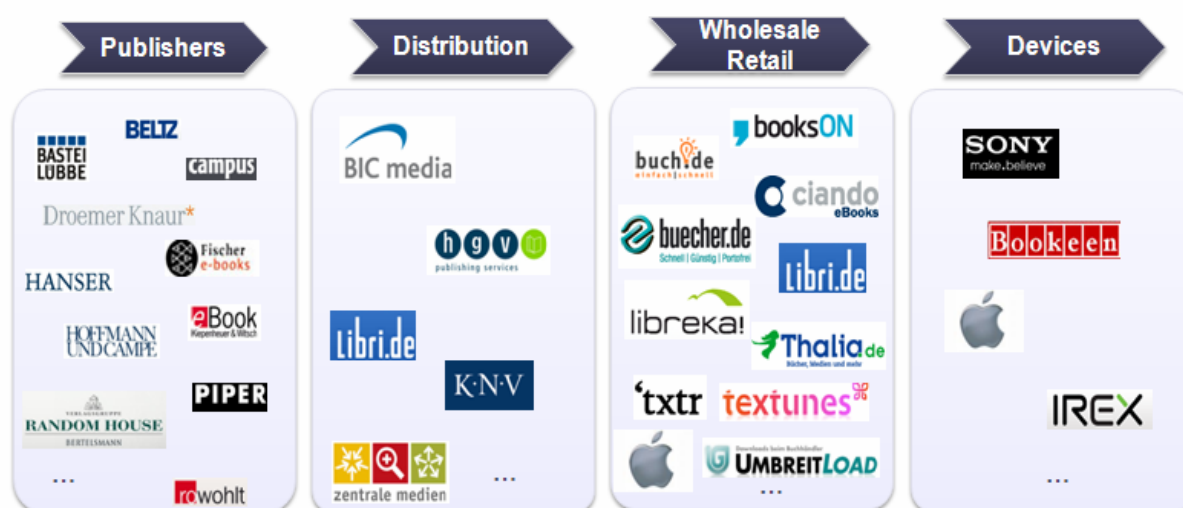 Publishers
BELTZ
BASTEI
LÜBBE
campus
Droemer Knaur*
Fischer
e-books
HANSER
eBook
Kiepenheuer & Witsch
HOFFMANN
UND CAMPE
PIPER
VERLAGSGRUPPE
RANDOM HOUSE
BERTELSMANN
...
rowohlt
Distribution
BIC media
hgv
publishing services
Libri.de
K·N·V
zentrale medien
...
Wholesale
Retail
booksON
buch.de
einfach|schnell
ciando
eBooks
buecher.de
Schnell | Günstig | Portofrei
Libri.de
libreka!
Thalia.de
Bücher, Medien und mehr
'txtr
textunes
Downloads beim Buchhändler
UMBREITLOAD
...
Devices
SONY
make.believe
Bookeen
IREX
...